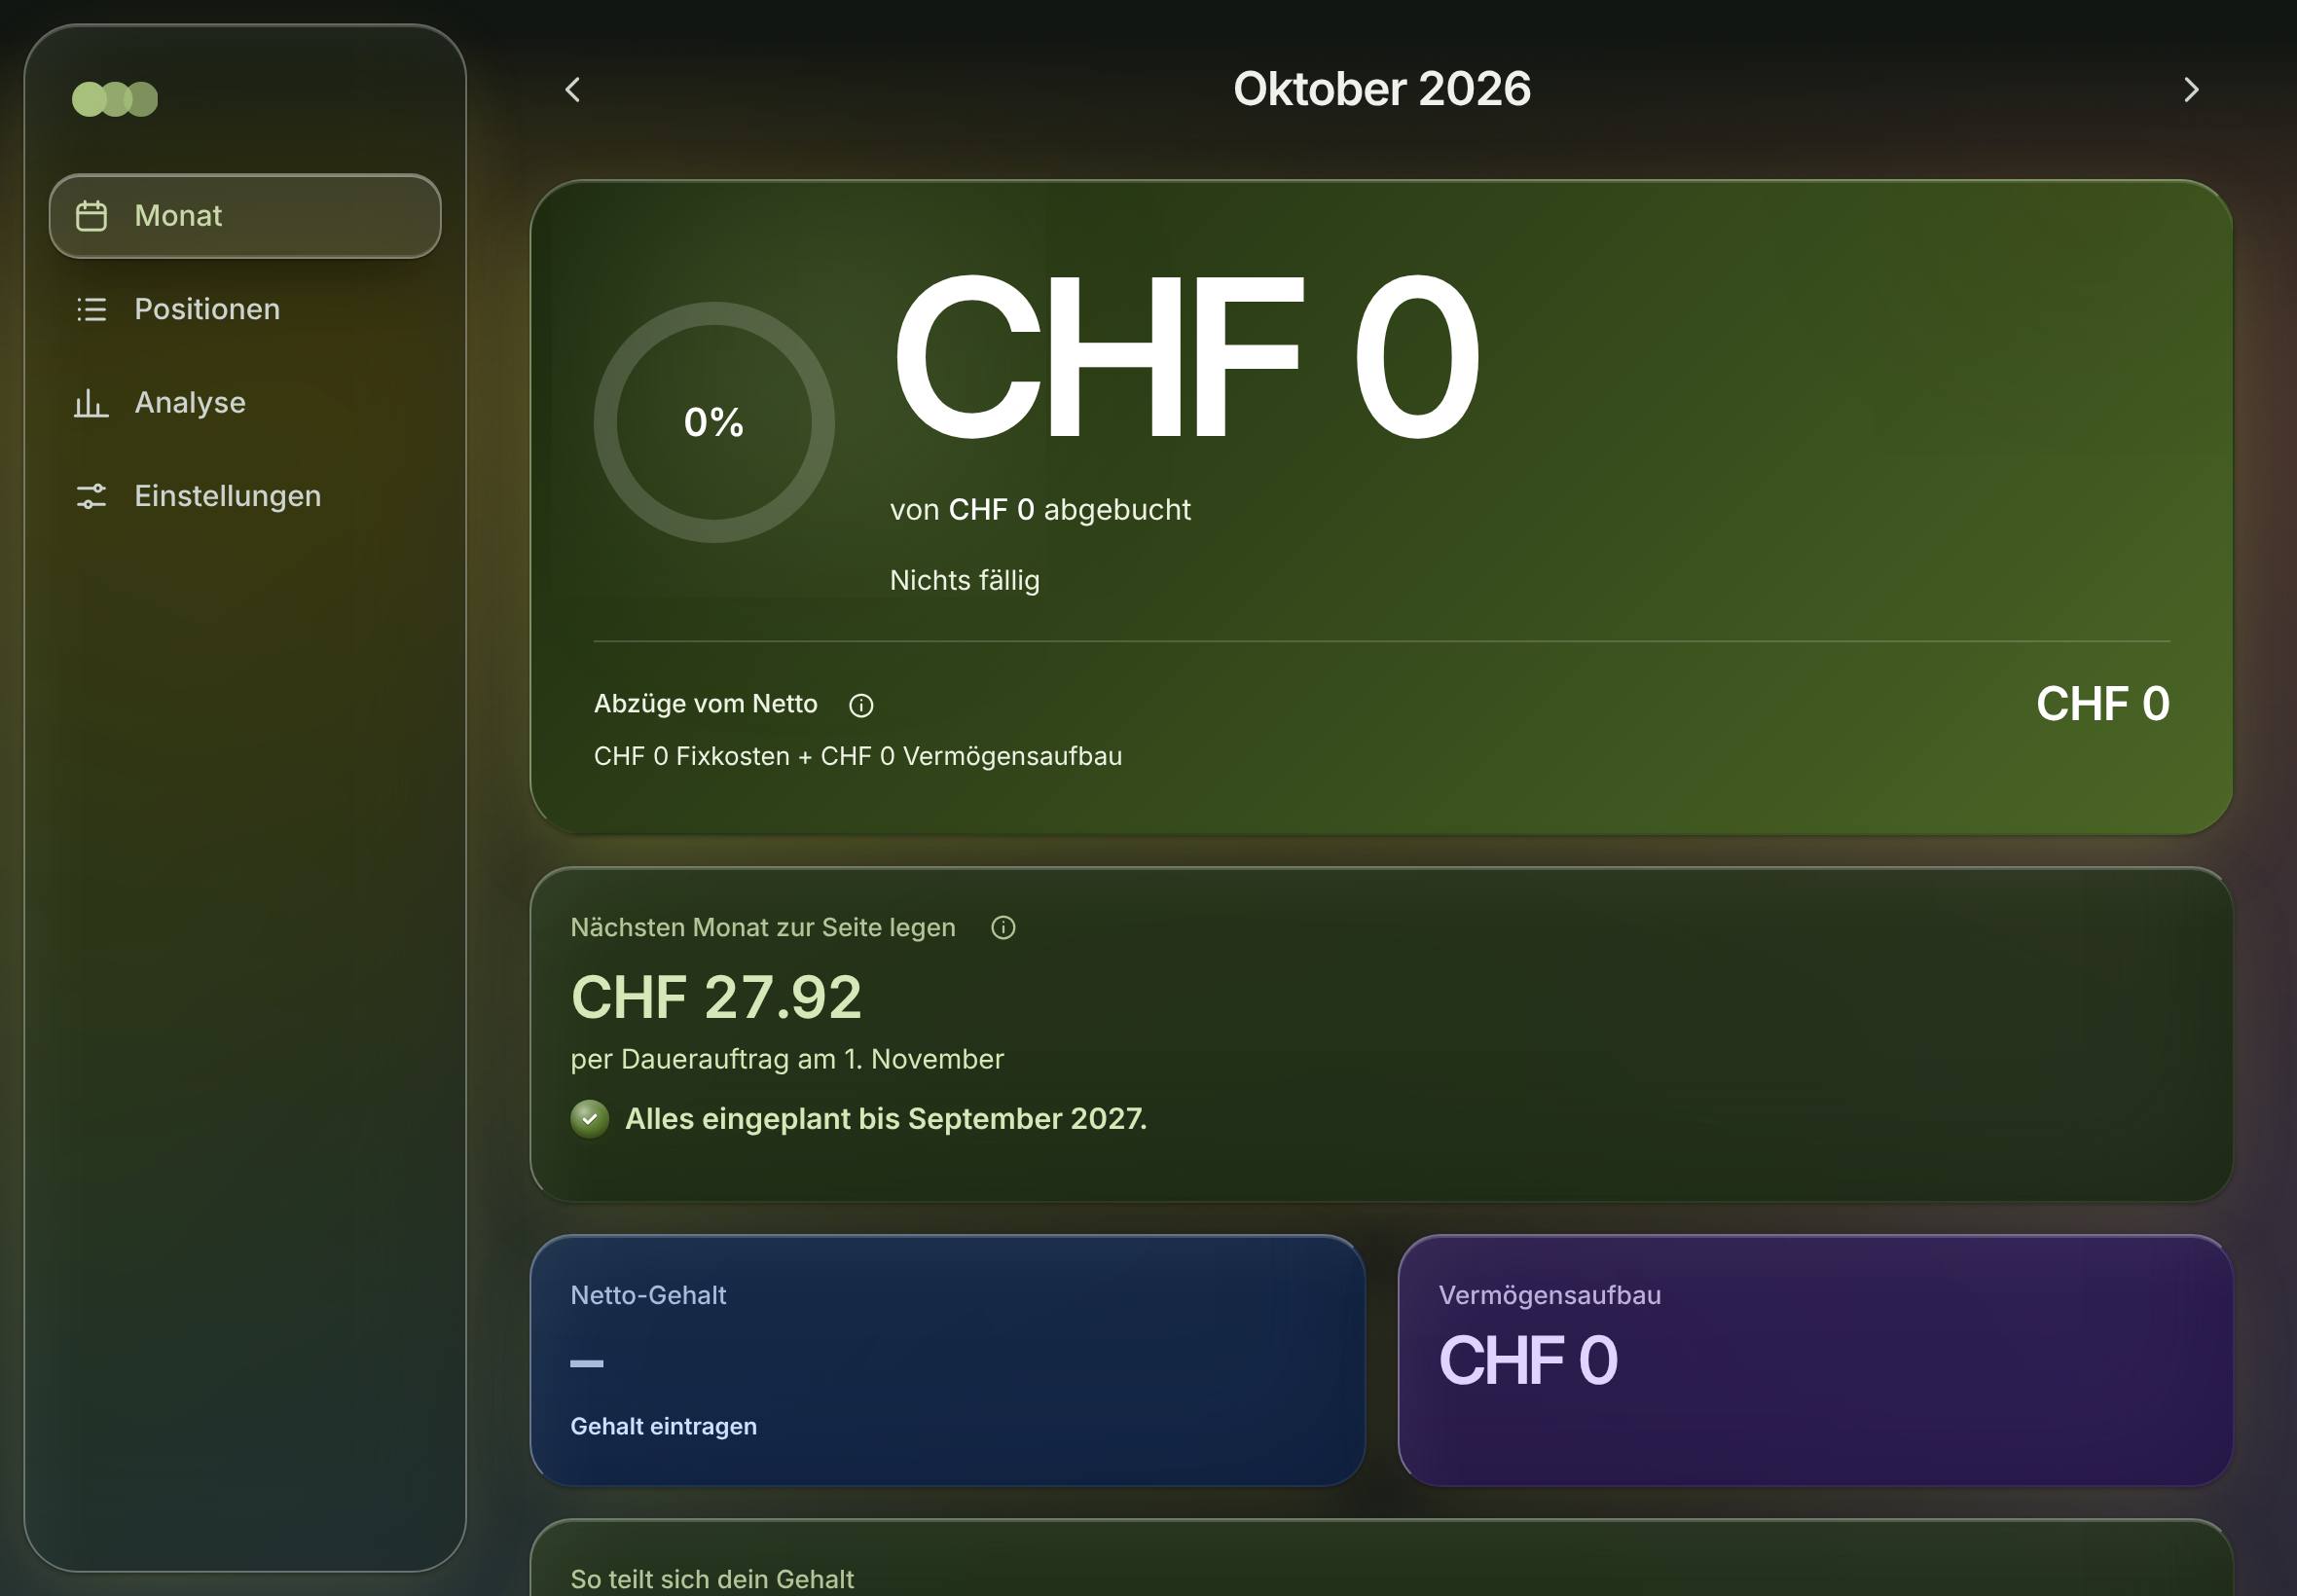 Oktober 2026
Monat
Positionen
Analyse
Einstellungen
0%
CHF 0
von CHF 0 abgebucht
Nichts fällig
Abzüge vom Netto
CHF 0
CHF 0 Fixkosten + CHF 0 Vermögensaufbau
Nächsten Monat zur Seite legen
CHF 27.92
per Dauerauftrag am 1. November
Alles eingeplant bis September 2027.
Netto-Gehalt
–
Gehalt eintragen
Vermögensaufbau
CHF 0
So teilt sich dein Gehalt